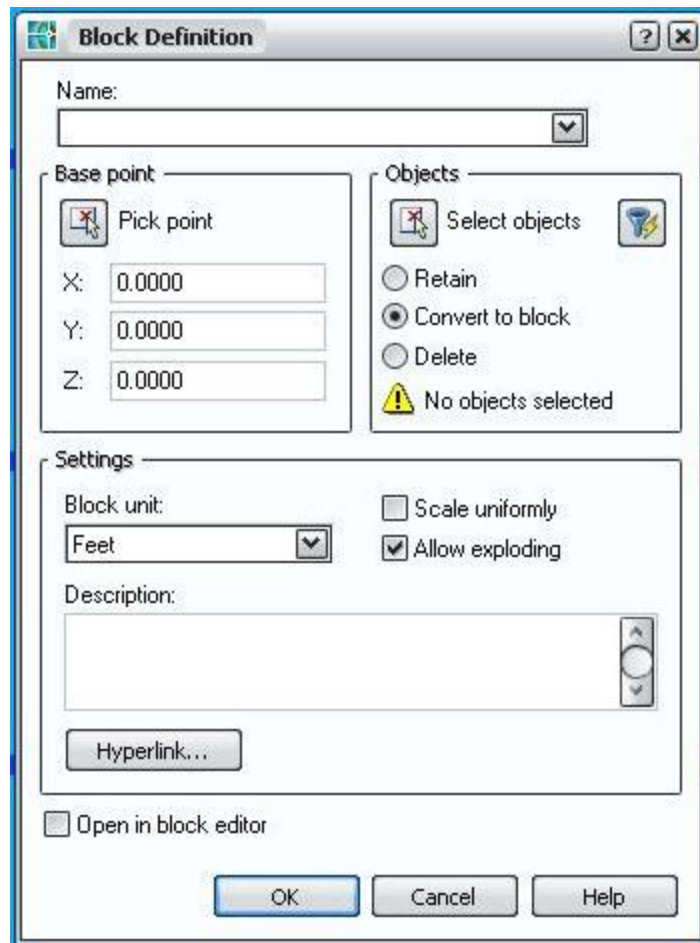 Block Definition
Name:
Base point
Pick point
X: 0.0000
Y: 0.0000
Z: 0.0000
Objects
Select objects
Retain
Convert to block
Delete
No objects selected
Settings
Block unit:
Feet
Scale uniformly
Allow exploding
Description:
Hyperlink...
Open in block editor
OK Cancel Help